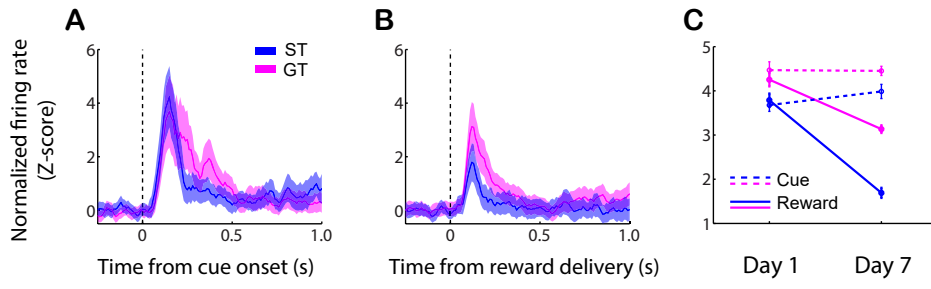 A
B
C
Normalized firing rate
(Z-score)
6
4
2
0
ST
GT
0
0.5
1.0
Time from cue onset (s)
6
4
2
0
0
0.5
1.0
Time from reward delivery (s)
5
4
3
2
1
Cue
Reward
Day 1
Day 7